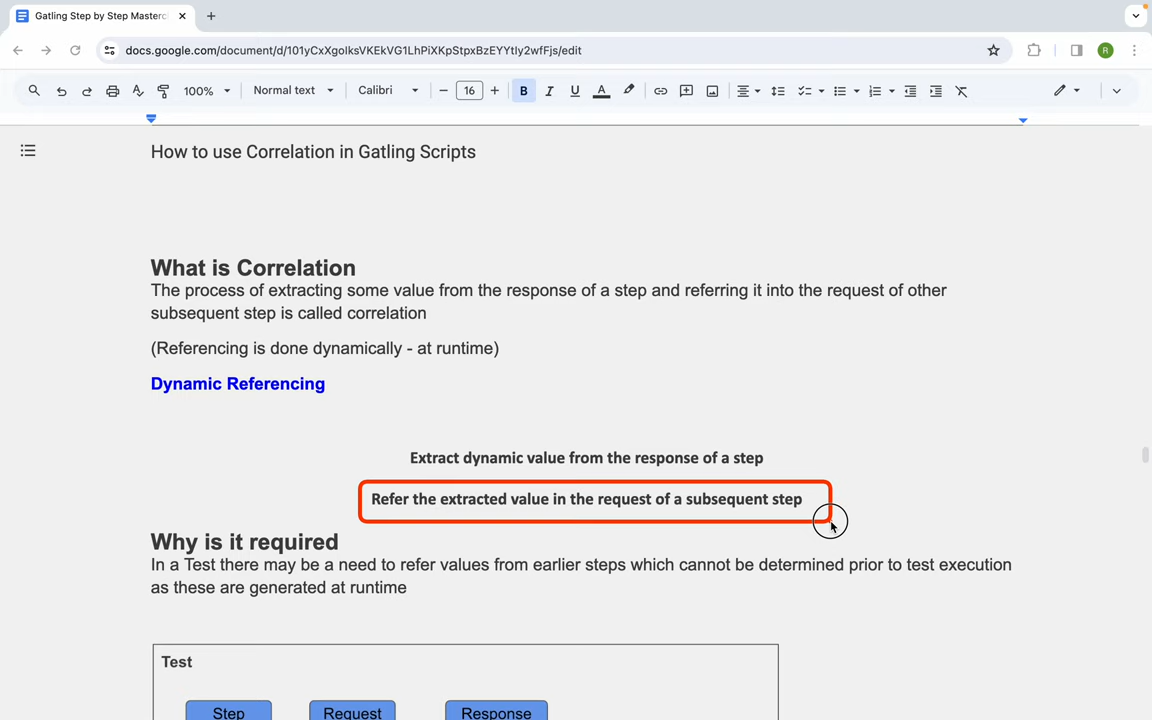 Gatling Step by Step Masterc
docs.google.com/document/d/101yCxXgolksVKEkVG1LhPiXKpStpxBzEYYtIy2wfFjs/edit
R
100% Normal text Calibri 16 B I U A
How to use Correlation in Gatling Scripts
What is Correlation
The process of extracting some value from the response of a step and referring it into the request of other
subsequent step is called correlation
(Referencing is done dynamically - at runtime)
Dynamic Referencing
Extract dynamic value from the response of a step
Refer the extracted value in the request of a subsequent step
Why is it required
In a Test there may be a need to refer values from earlier steps which cannot be determined prior to test execution
as these are generated at runtime
Test
Step Request Response